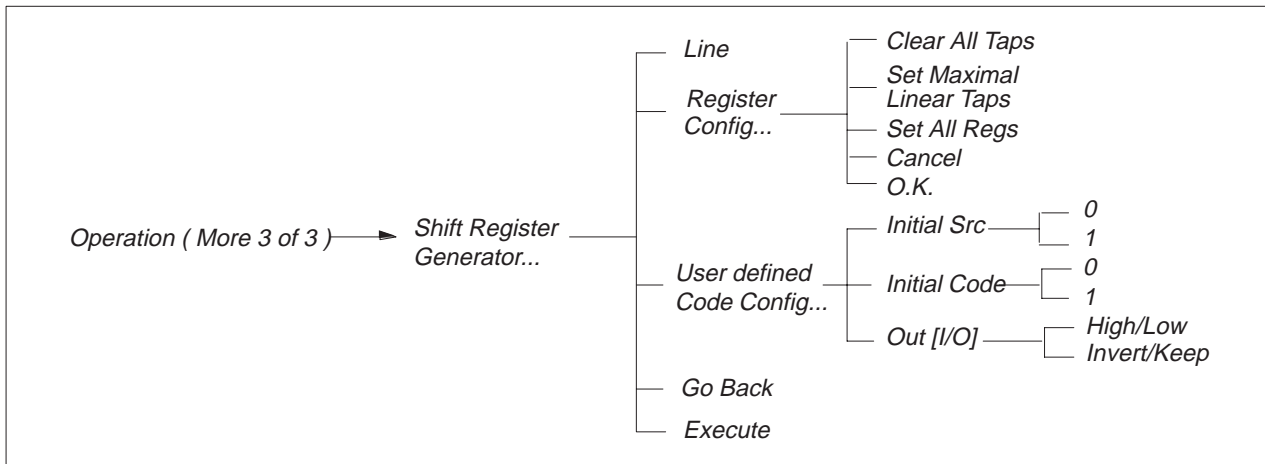 Line
Clear All Taps
Set Maximal
Linear Taps
Register
Config...
Set All Regs
Cancel
O.K.
Operation ( More 3 of 3 )
Shift Register
Generator...
User defined
Code Config...
Initial Src
0
1
Initial Code
0
1
Out [I/O]
High/Low
Invert/Keep
Go Back
Execute